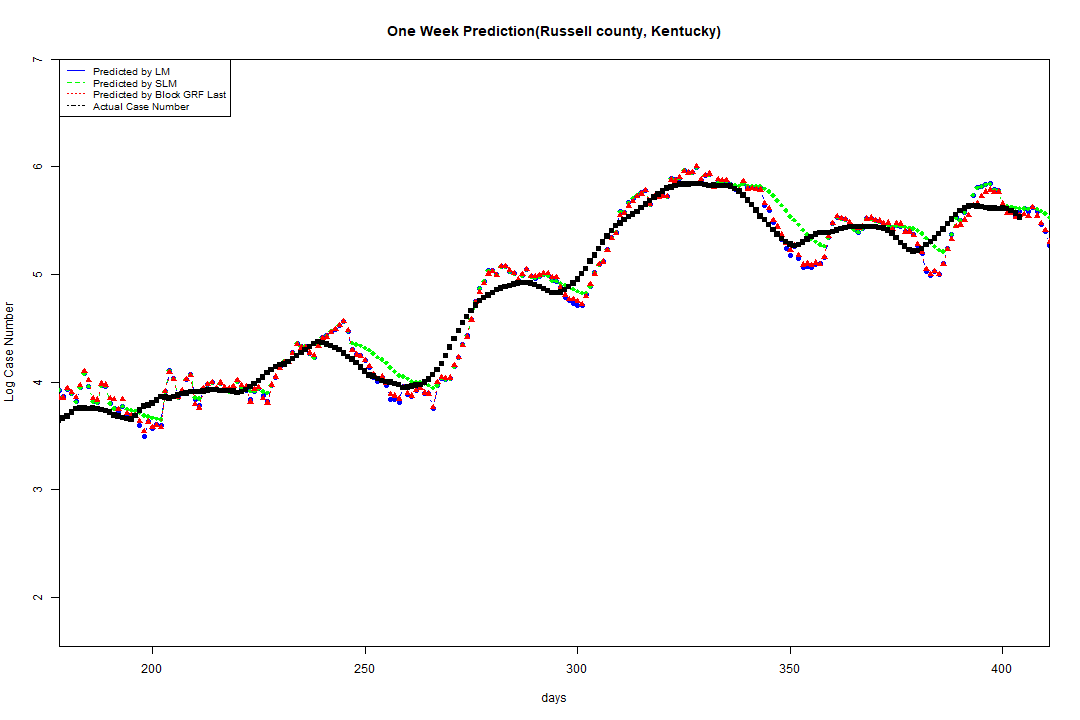 One Week Prediction(Russell county, Kentucky)
Predicted by LM
Predicted by SLM
Predicted by Block GRF Last
Actual Case Number
Log Case Number
7
6
5
4
3
2
200 250 300 350 400
days